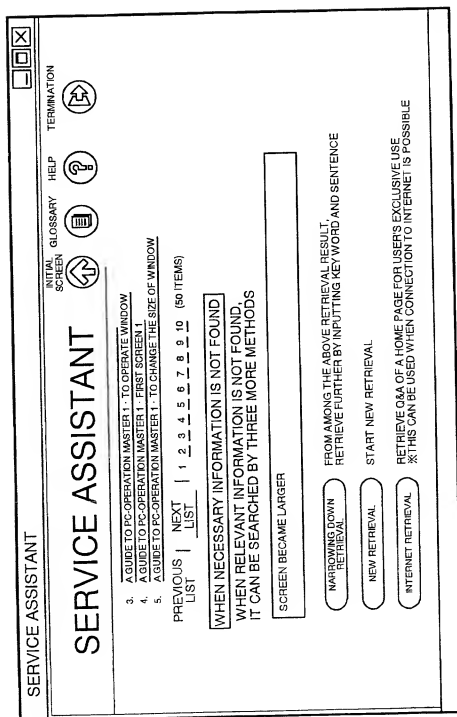 SERVICE ASSISTANT
SERVICE ASSISTANT
INITIAL SCREEN
GLOSSARY
HELP
TERMINATION
3. A GUIDE TO PC-OPERATION MASTER 1 · TO OPERATE WINDOW
4. A GUIDE TO PC-OPERATION MASTER 1 · FIRST SCREEN 1
5. A GUIDE TO PC-OPERATION MASTER 1 · TO CHANGE THE SIZE OF WINDOW
PREVIOUS | NEXT | 1 2 3 4 5 6 7 8 9 10 (50 ITEMS)
LIST LIST
WHEN NECESSARY INFORMATION IS NOT FOUND
WHEN RELEVANT INFORMATION IS NOT FOUND,
IT CAN BE SEARCHED BY THREE MORE METHODS
SCREEN BECAME LARGER
NARROWING DOWN
RETRIEVAL
FROM AMONG THE ABOVE RETRIEVAL RESULT,
RETRIEVE FURTHER BY INPUTTING KEY WORD AND SENTENCE
NEW RETRIEVAL
START NEW RETRIEVAL
INTERNET RETRIEVAL
RETRIEVE Q&A OF A HOME PAGE FOR USER'S EXCLUSIVE USE
※THIS CAN BE USED WHEN CONNECTION TO INTERNET IS POSSIBLE